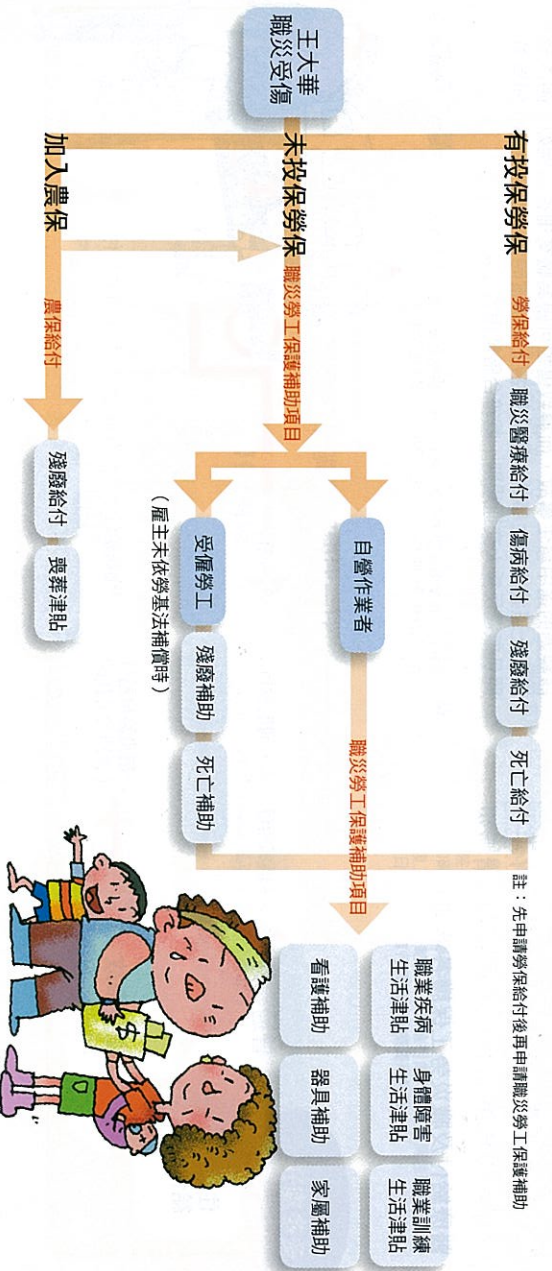 王大華
職災受傷
有投保勞保
勞保給付
職災醫療給付
傷病給付
殘廢給付
死亡給付
註：先申請勞保給付後再申請職災勞工保護補助
未投保勞保
職災勞工保護補助項目
自營作業者
受僱勞工
殘廢補助
死亡補助
（雇主未依勞基法補償時）
職災勞工保護補助項目
職業疾病
生活津貼
身體障害
生活津貼
職業訓練
生活津貼
看護補助
器具補助
家屬補助
加入農保
農保給付
殘廢給付
喪葬津貼